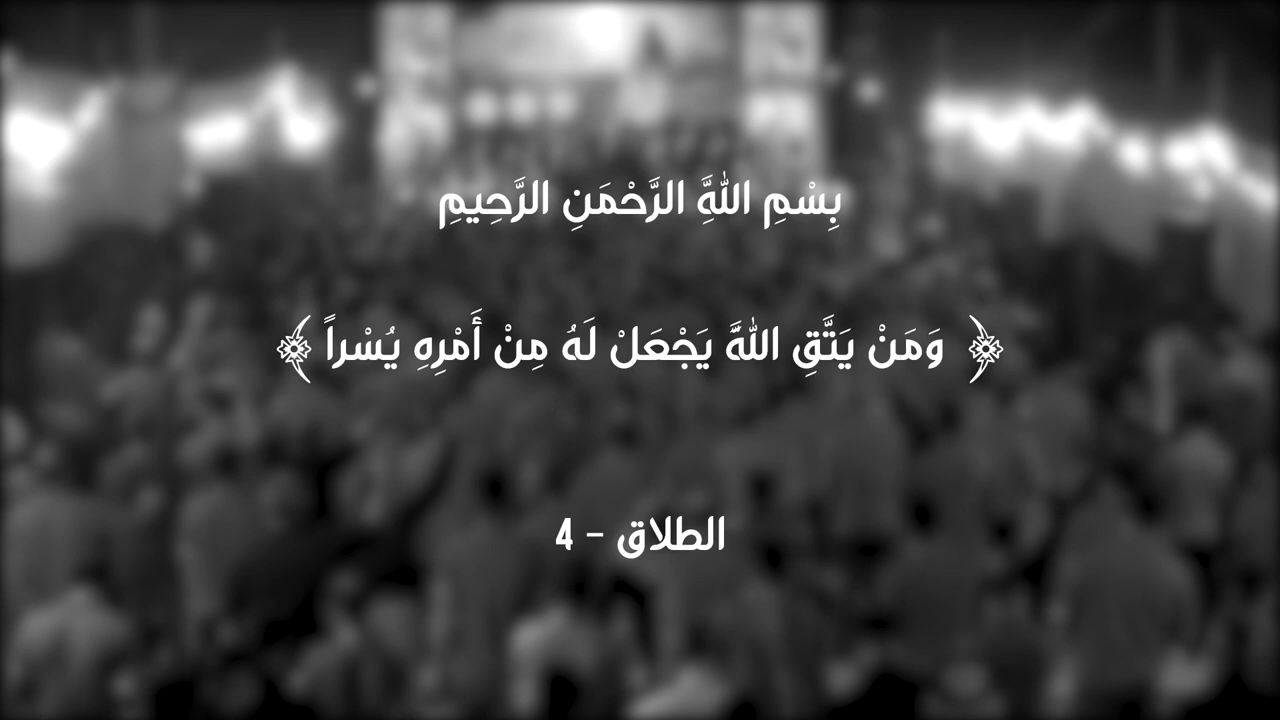 بِسْمِ اللَّهِ الرَّحْمَنِ الرَّحِيمِ
﴿ وَمَنْ يَتَّقِ اللَّهَ يَجْعَلْ لَهُ مِنْ أَمْرِهِ يُسْراً ﴾
الطلاق - 4